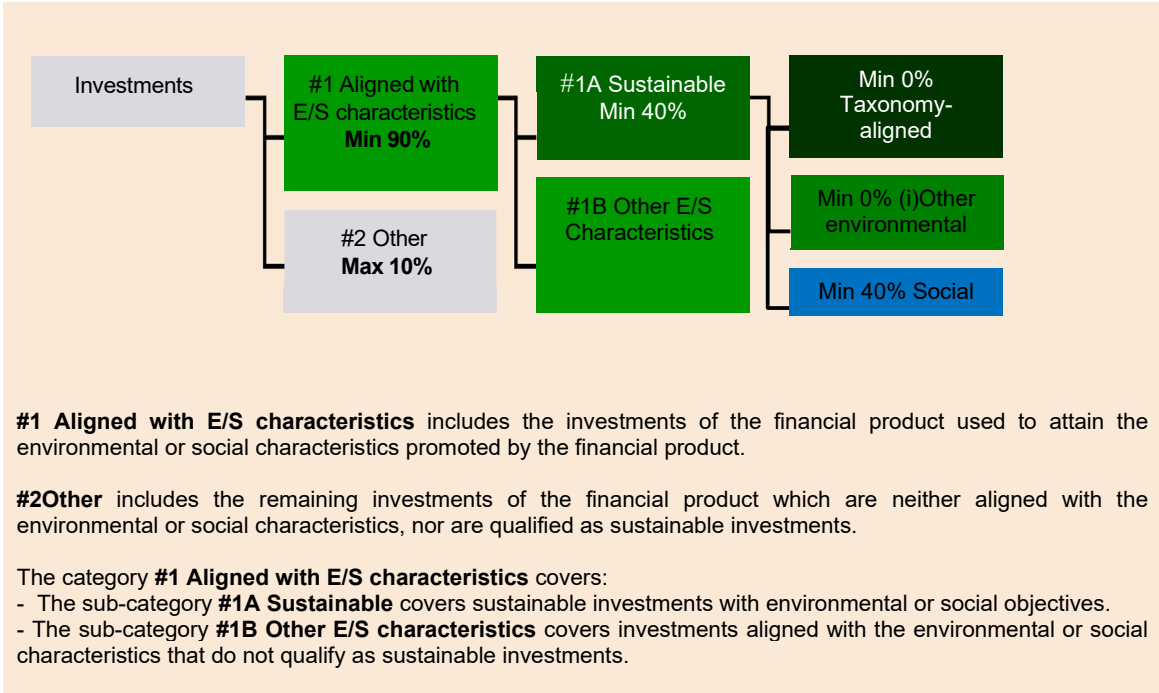 Investments
#1 Aligned with
E/S characteristics
Min 90%
#2 Other
Max 10%
#1A Sustainable
Min 40%
#1B Other E/S
Characteristics
Min 0%
Taxonomy-
aligned
Min 0% (i)Other
environmental
Min 40% Social
#1 Aligned with E/S characteristics includes the investments of the financial product used to attain the
environmental or social characteristics promoted by the financial product.
#2Other includes the remaining investments of the financial product which are neither aligned with the
environmental or social characteristics, nor are qualified as sustainable investments.
The category #1 Aligned with E/S characteristics covers:
- The sub-category #1A Sustainable covers sustainable investments with environmental or social objectives.
- The sub-category #1B Other E/S characteristics covers investments aligned with the environmental or social
characteristics that do not qualify as sustainable investments.